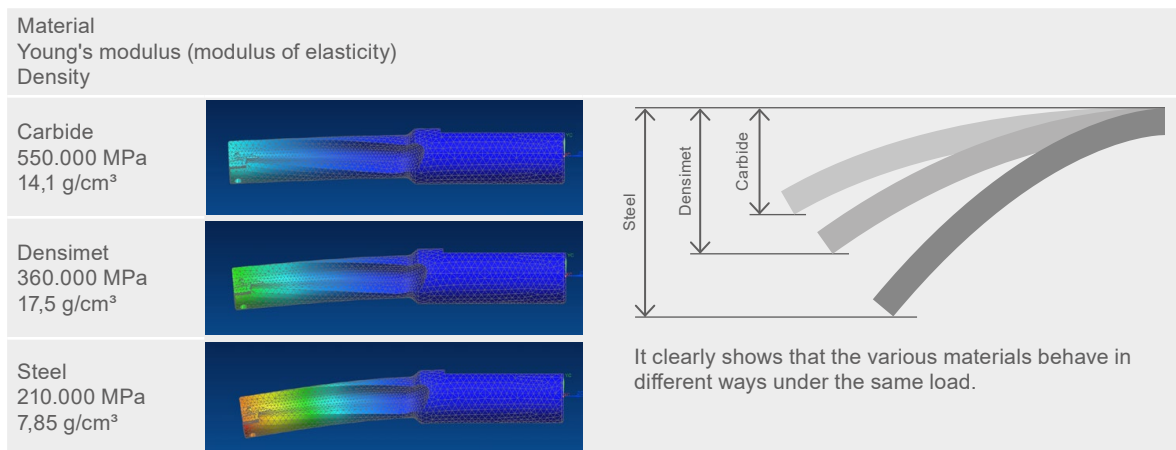 Material
Young's modulus (modulus of elasticity)
Density
Carbide
550.000 MPa
14,1 g/cm³
Densimet
360.000 MPa
17,5 g/cm³
Steel
210.000 MPa
7,85 g/cm³
Steel
Densimet
Carbide
It clearly shows that the various materials behave in
different ways under the same load.